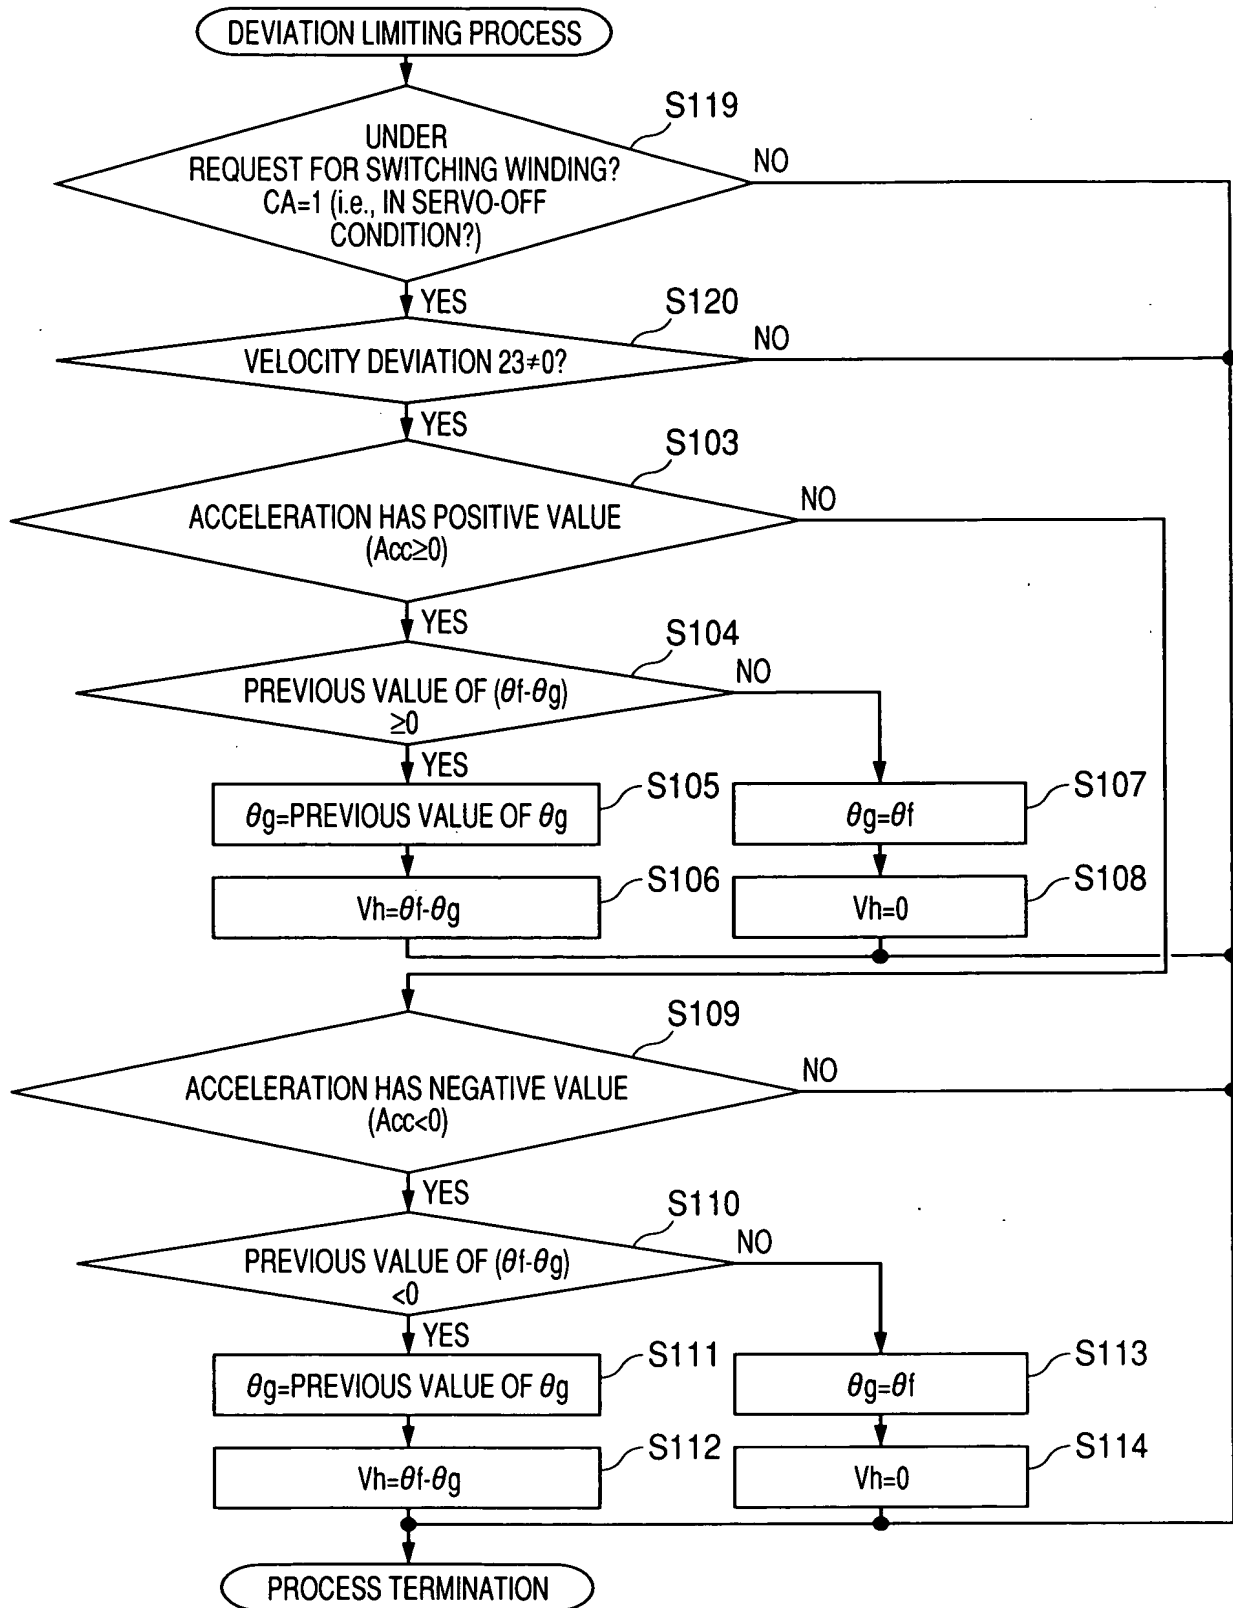 DEVIATION LIMITING PROCESS
S119
UNDER
REQUEST FOR SWITCHING WINDING?
CA=1 (i.e., IN SERVO-OFF
CONDITION?)
NO
YES
S120
VELOCITY DEVIATION 23≠0?
NO
YES
S103
ACCELERATION HAS POSITIVE VALUE
(Acc≥0)
NO
YES
S104
PREVIOUS VALUE OF (θf-θg)
≥0
NO
YES
S105
θg=PREVIOUS VALUE OF θg
S107
θg=θf
S106
Vh=θf-θg
S108
Vh=0
S109
ACCELERATION HAS NEGATIVE VALUE
(Acc<0)
NO
YES
S110
PREVIOUS VALUE OF (θf-θg)
<0
NO
YES
S111
θg=PREVIOUS VALUE OF θg
S113
θg=θf
S112
Vh=θf-θg
S114
Vh=0
PROCESS TERMINATION